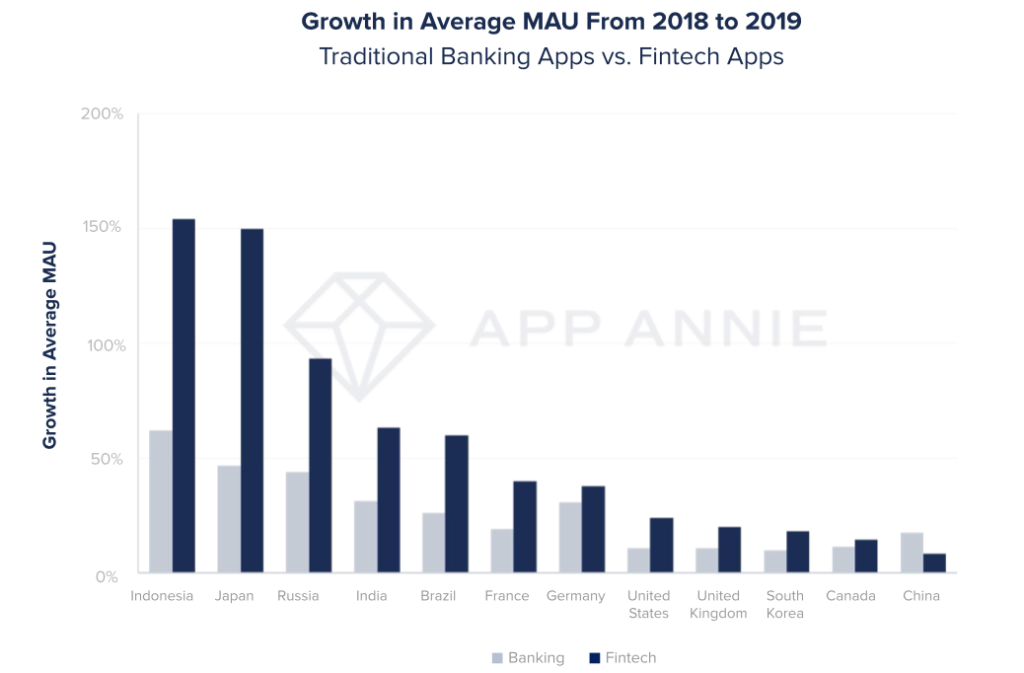 Growth in Average MAU From 2018 to 2019
Traditional Banking Apps vs. Fintech Apps
200%
150%
100%
50%
0%
Growth in Average MAU
APP ANNIE
Indonesia
Japan
Russia
India
Brazil
France
Germany
United
States
United
Kingdom
South
Korea
Canada
China
Banking
Fintech